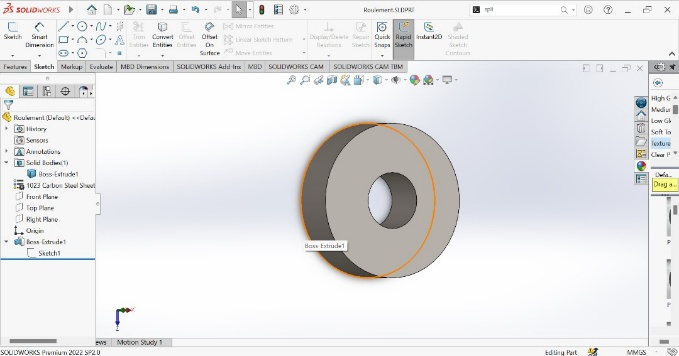 SOLIDWORKS
Roulement.SLDPRT
spli
Sketch
Smart Dimension
Trim Entities
Convert Entities
Offset Entities
Offset On Surface
Mirror Entities
Linear Sketch Pattern
Move Entities
Display/Delete Relations
Repair Sketch
Quick Snaps
Rapid Sketch
Instant2D
Shaded Sketch Contours
Features
Sketch
Markup
Evaluate
MBD Dimensions
SOLIDWORKS Add-Ins
MBD
SOLIDWORKS CAM
SOLIDWORKS CAM TBM
Roulement (Default) <<Defau
History
Sensors
Annotations
Solid Bodies(1)
Boss-Extrude1
1023 Carbon Steel Sheet
Front Plane
Top Plane
Right Plane
Origin
Boss-Extrude1
Sketch1
Boss-Extrude1
High G
Mediur
Low Gl
Soft To
Texture
Clear P
Defa...
Drag a...
P
P
ews
Motion Study 1
SOLIDWORKS Premium 2022 SP2.0
Editing Part
MMGS